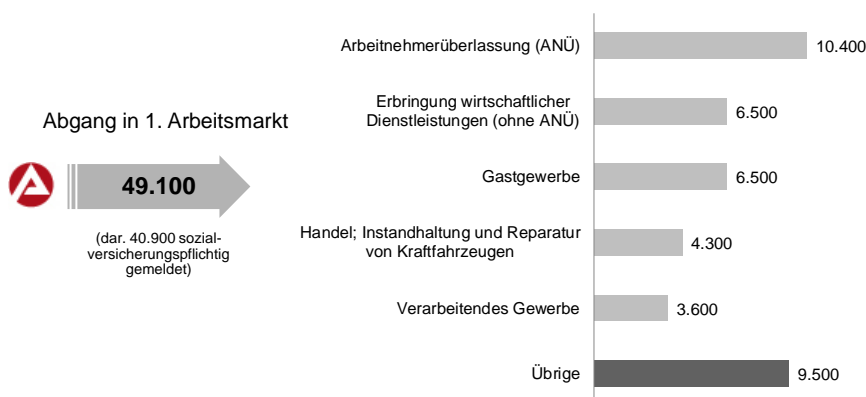 Abgang in 1. Arbeitsmarkt
49.100
(dar. 40.900 sozial-
versicherungspflichtig
gemeldet)
Arbeitnehmerüberlassung (ANÜ)
10.400
Erbringung wirtschaftlicher
Dienstleistungen (ohne ANÜ)
6.500
Gastgewerbe
6.500
Handel; Instandhaltung und Reparatur
von Kraftfahrzeugen
4.300
Verarbeitendes Gewerbe
3.600
Übrige
9.500